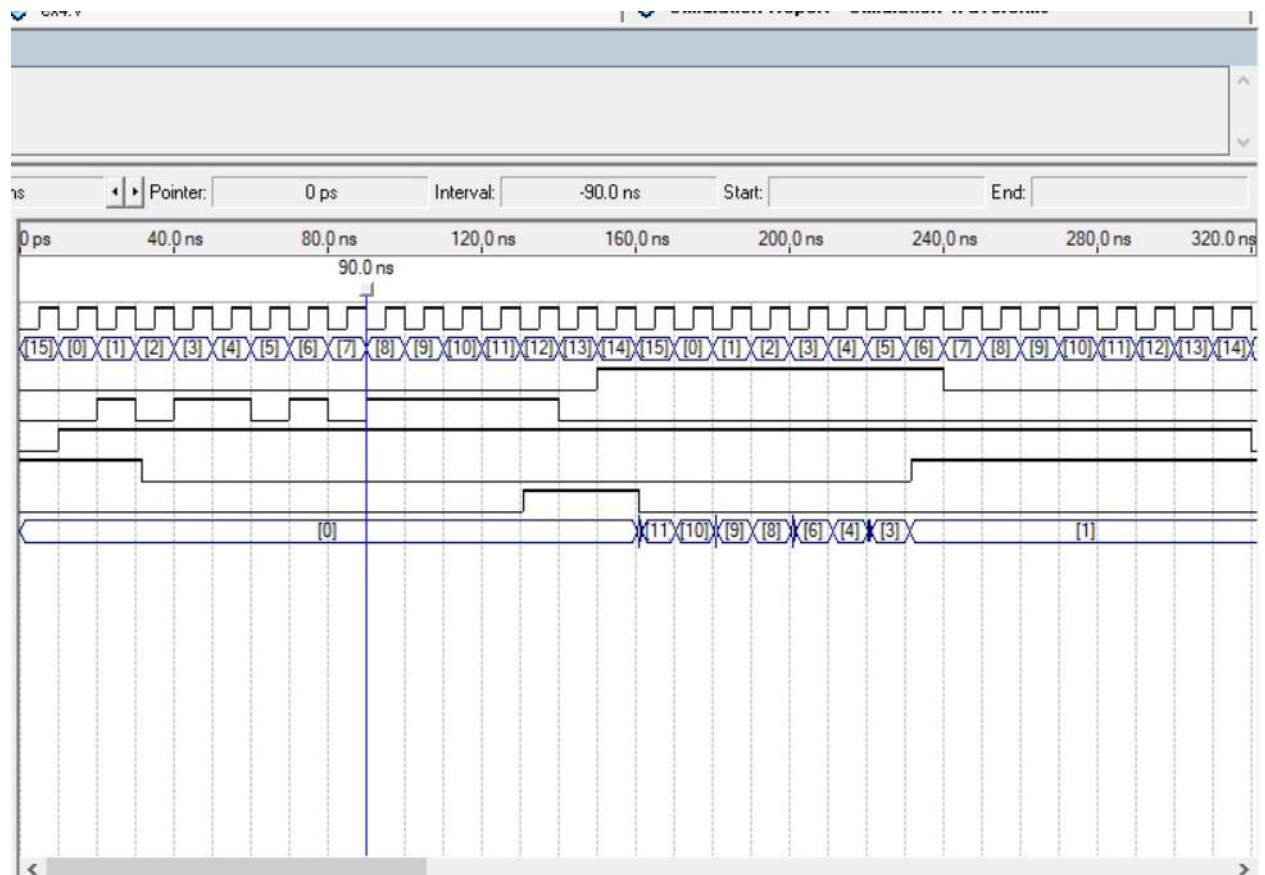 ns Pointer: 0 ps Interval: -90.0 ns Start: End:
0 ps 40.0 ns 80.0 ns 120.0 ns 160.0 ns 200.0 ns 240.0 ns 280.0 ns 320.0 ns
90.0 ns
[15] [0] [1] [2] [3] [4] [5] [6] [7] [8] [9] [10] [11] [12] [13] [14] [15] [0] [1] [2] [3] [4] [5] [6] [7] [8] [9] [10] [11] [12] [13] [14]
[0] [11] [10] [9] [8] [6] [4] [3] [1]